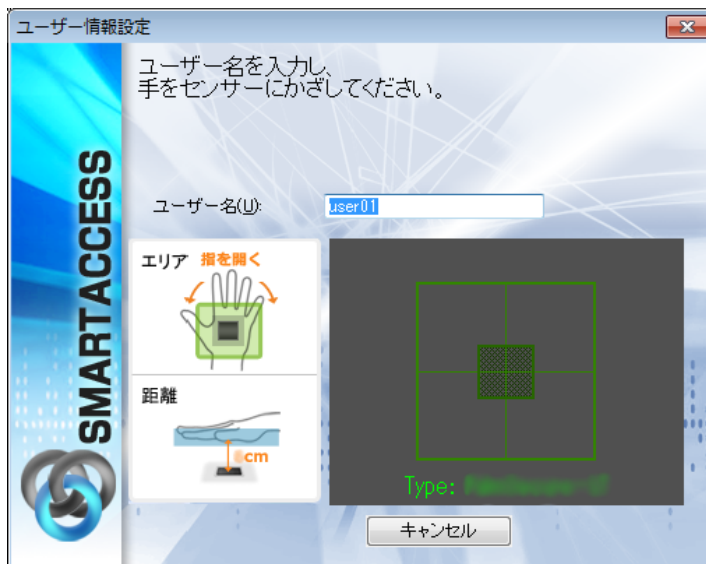 ユーザー情報設定
ユーザー名を入力し、
手をセンサーにかざしてください。
SMARTACCESS
ユーザー名(U):
user01
エリア 指を開く
距離
cm
Type:
キャンセル